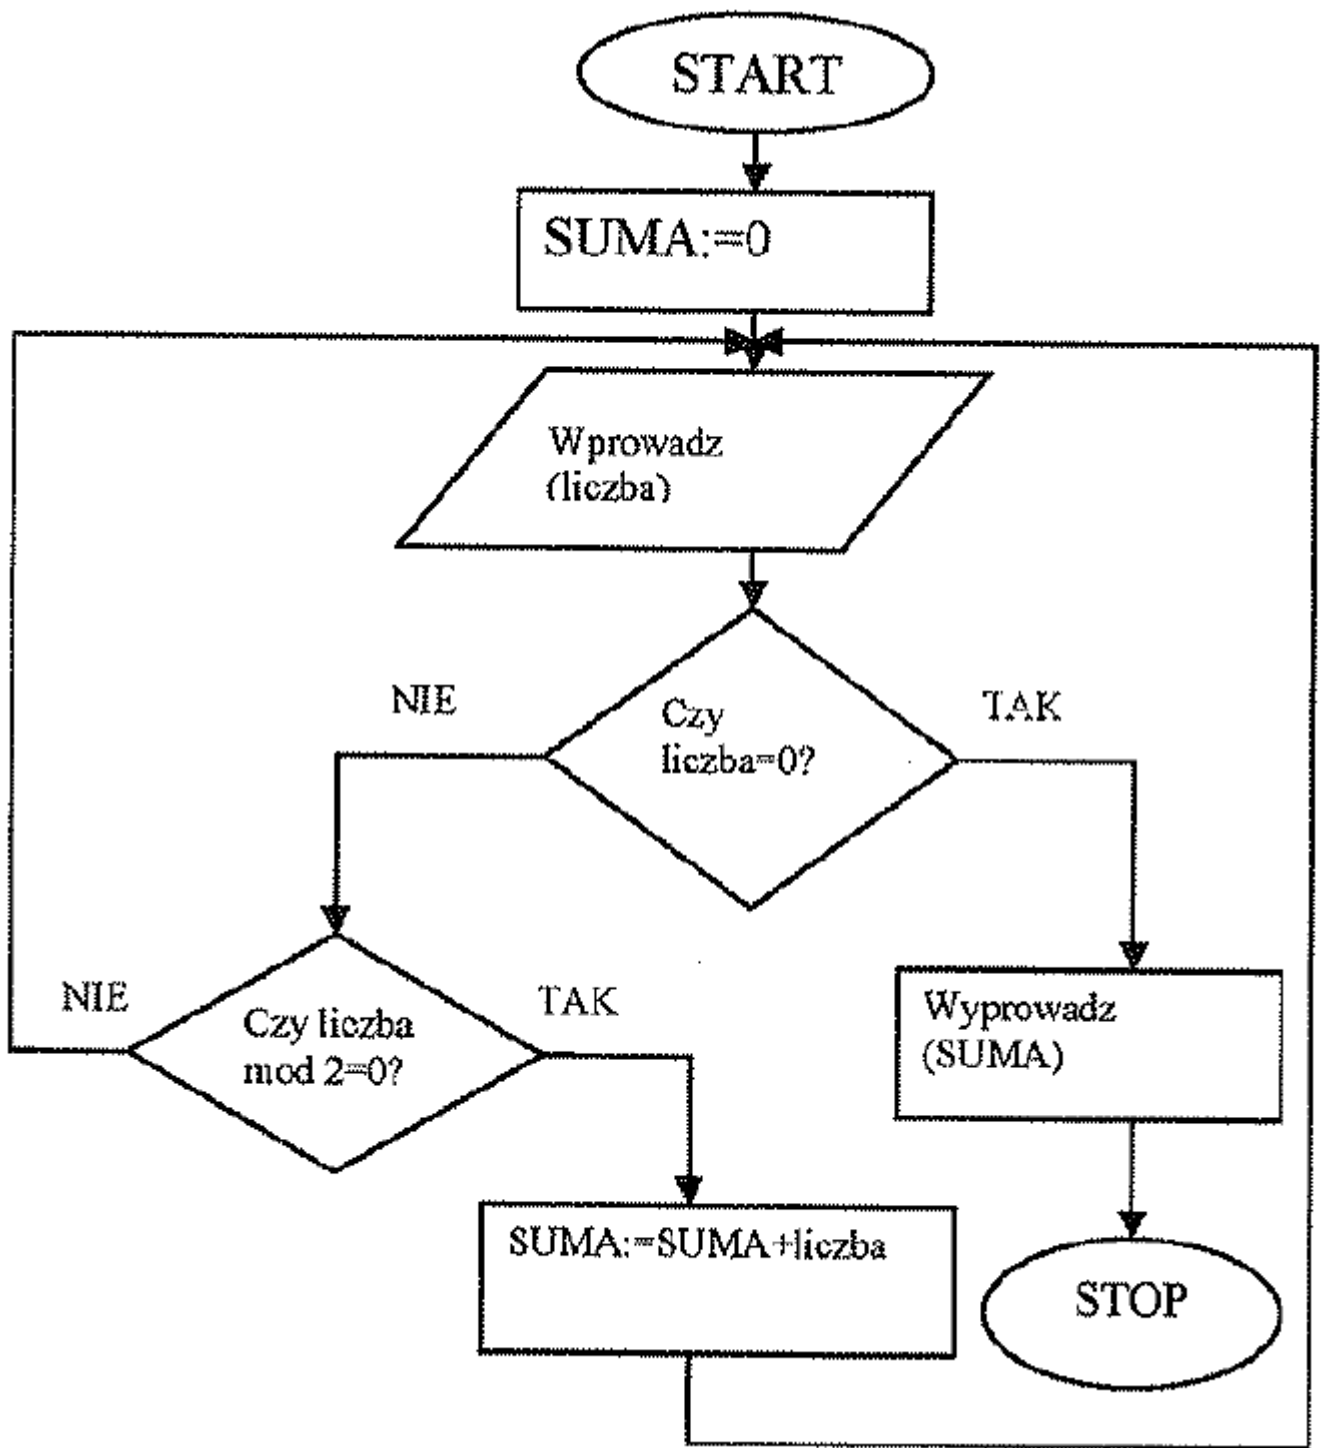 START
SUMA:=0
Wprowadz
(liczba)
NIE
TAK
Czy
liczba=0?
NIE
TAK
Czy liczba
mod 2=0?
Wyprowadz
(SUMA)
SUMA:=SUMA+liczba
STOP